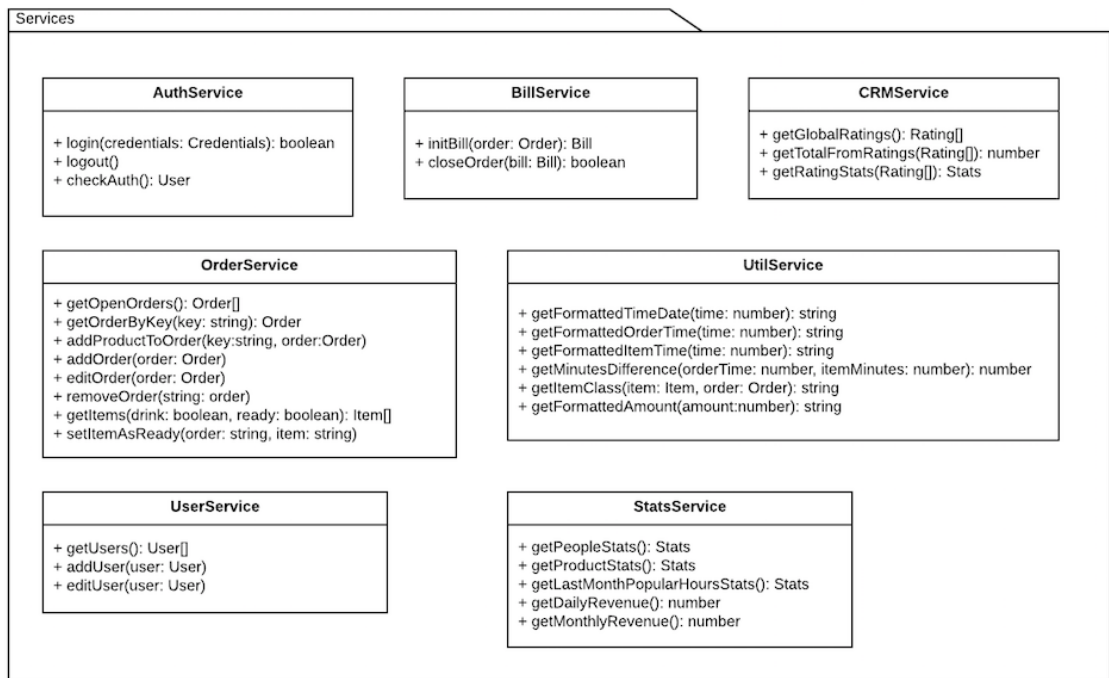 Services
AuthService
+ login(credentials: Credentials): boolean
+ logout()
+ checkAuth(): User
BillService
+ initBill(order: Order): Bill
+ closeOrder(bill: Bill): boolean
CRMService
+ getGlobalRatings(): Rating[]
+ getTotalFromRatings(Rating[]): number
+ getRatingStats(Rating[]): Stats
OrderService
+ getOpenOrders(): Order[]
+ getOrderByKey(key: string): Order
+ addProductToOrder(key:string, order:Order)
+ addOrder(order: Order)
+ editOrder(order: Order)
+ removeOrder(string: order)
+ getItems(drink: boolean, ready: boolean): Item[]
+ setItemAsReady(order: string, item: string)
UtilService
+ getFormattedTimeDate(time: number): string
+ getFormattedOrderTime(time: number): string
+ getFormattedItemTime(time: number): string
+ getMinutesDifference(orderTime: number, itemMinutes: number): number
+ getItemClass(item: Item, order: Order): string
+ getFormattedAmount(amount:number): string
UserService
+ getUsers(): User[]
+ addUser(user: User)
+ editUser(user: User)
StatsService
+ getPeopleStats(): Stats
+ getProductStats(): Stats
+ getLastMonthPopularHoursStats(): Stats
+ getDailyRevenue(): number
+ getMonthlyRevenue(): number